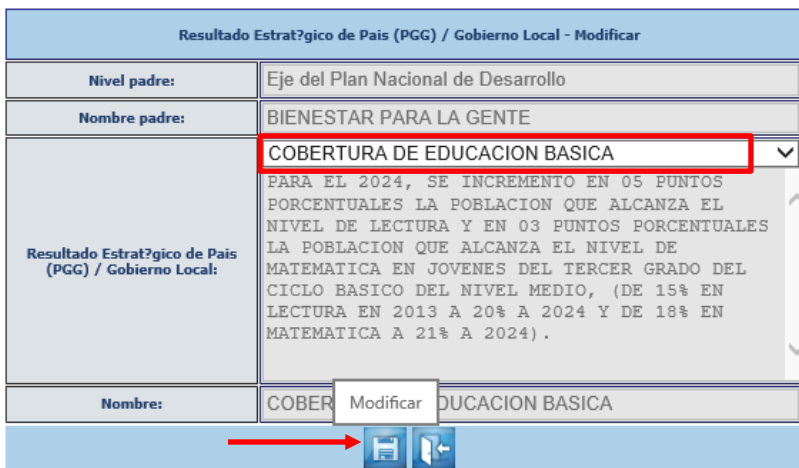 Resultado Estrat?gico de Pais (PGG) / Gobierno Local - Modificar
Nivel padre:
Eje del Plan Nacional de Desarrollo
Nombre padre:
BIENESTAR PARA LA GENTE
Resultado Estrat?gico de Pais
(PGG) / Gobierno Local:
COBERTURA DE EDUCACION BASICA
PARA EL 2024, SE INCREMENTO EN 05 PUNTOS
PORCENTUALES LA POBLACION QUE ALCANZA EL
NIVEL DE LECTURA Y EN 03 PUNTOS PORCENTUALES
LA POBLACION QUE ALCANZA EL NIVEL DE
MATEMATICA EN JOVENES DEL TERCER GRADO DEL
CICLO BASICO DEL NIVEL MEDIO, (DE 15% EN
LECTURA EN 2013 A 20% A 2024 Y DE 18% EN
MATEMATICA A 21% A 2024).
Nombre:
COBER DUCACION BASICA
Modificar